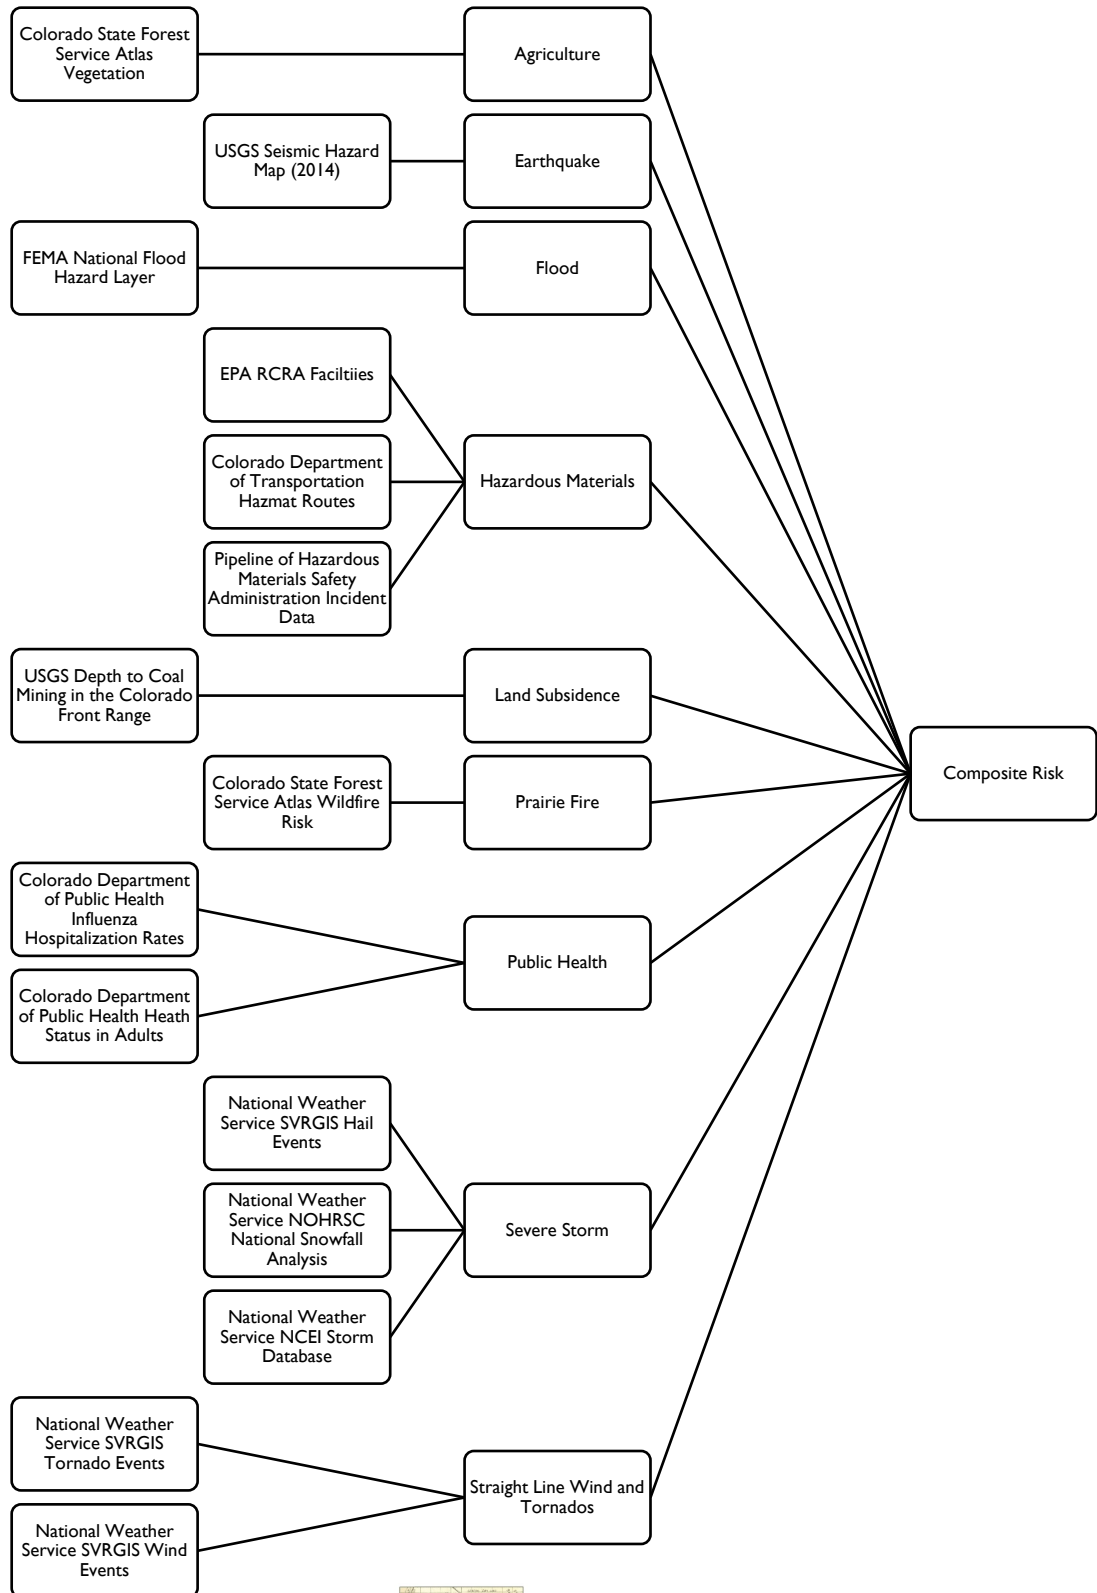 Colorado State Forest
Service Atlas
Vegetation
Agriculture
USGS Seismic Hazard
Map (2014)
Earthquake
FEMA National Flood
Hazard Layer
Flood
EPA RCRA Faciltiies
Colorado Department
of Transportation
Hazmat Routes
Hazardous Materials
Pipeline of Hazardous
Materials Safety
Administration Incident
Data
USGS Depth to Coal
Mining in the Colorado
Front Range
Land Subsidence
Composite Risk
Colorado State Forest
Service Atlas Wildfire
Risk
Prairie Fire
Colorado Department
of Public Health
Influenza
Hospitalization Rates
Public Health
Colorado Department
of Public Health Heath
Status in Adults
National Weather
Service SVRGIS Hail
Events
National Weather
Service NOHRSC
National Snowfall
Analysis
Severe Storm
National Weather
Service NCEI Storm
Database
National Weather
Service SVRGIS
Tornado Events
Straight Line Wind and
Tornados
National Weather
Service SVRGIS Wind
Events